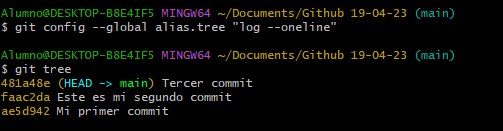 Alumno@DESKTOP-B8E4IF5 MINGW64 ~/Documents/Github 19-04-23 (main)
$ git config --global alias.tree "log --oneline"

Alumno@DESKTOP-B8E4IF5 MINGW64 ~/Documents/Github 19-04-23 (main)
$ git tree
481a48e (HEAD -> main) Tercer commit
faac2da Este es mi segundo commit
ae5d942 Mi primer commit